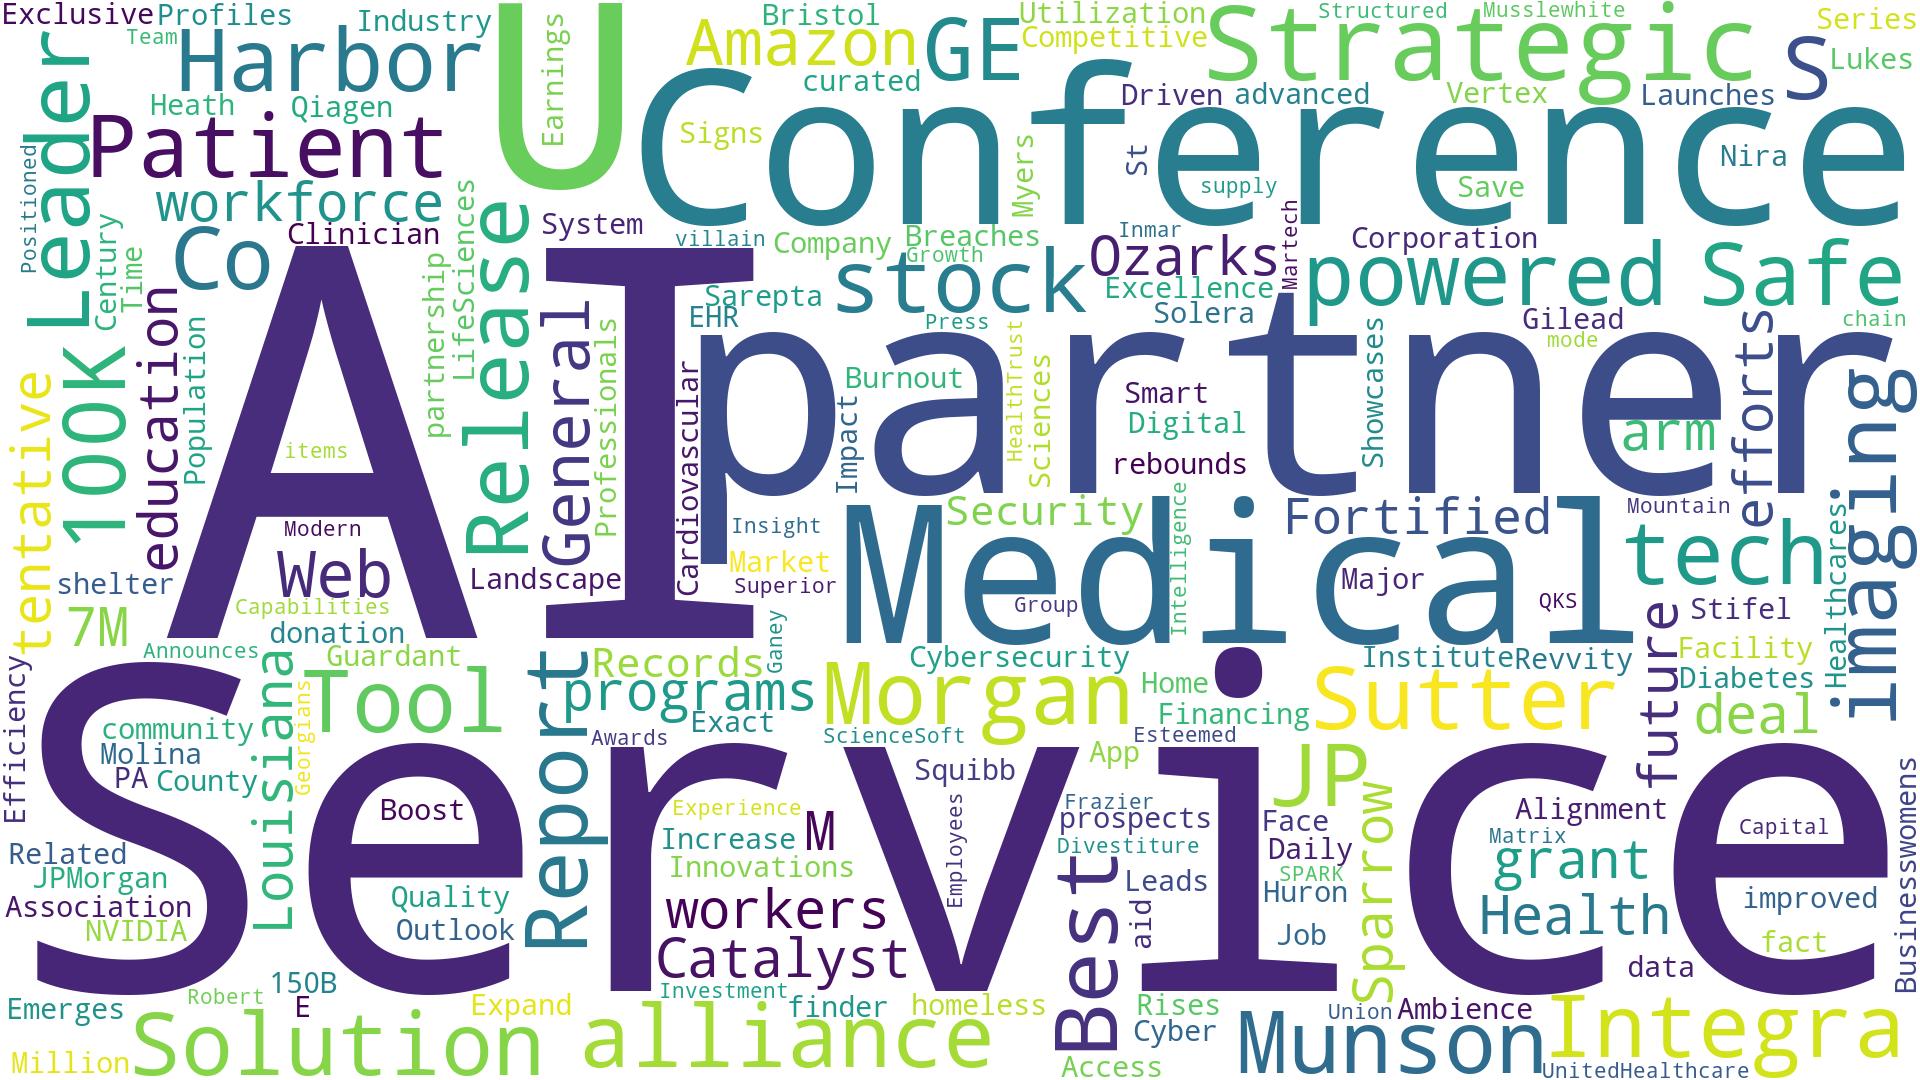 Exclusive
Profiles
Industry
Team
Harbor
U
Earnings
Amazon
Bristol
GE
Utilization
Competitive
Strategic
Structured
Musslewhite
Series
Lukes
S
Leader
Heath
Qiagen
curated
Driven
advanced
Vertex
Launches
Patient
Conference
Signs
Myers
St
supply
Save
Nira
Positioned
workforce
Clinician
LifeSciences
Release
System
villain
Company
Breaches
Growth
Inmar
Ozarks
Martech
Corporation
Co
Century
Time
education
Population
partnership
stock
Excellence
powered
Safe
Sarepta
EHR
Press
Solera
Gilead
mode
chain
100K
tentative
AI
General
Professionals
Cardiovascular
partner
Burnout
Impact
HealthTrust
Sciences
Smart
Digital
rebounds
Showcases
arm
efforts
imaging
items
Modern
Web
Landscape
Insight
Market
Superior
Security
Medical
Intelligence
Fortified
Major
QKS
Group
Mountain
tech
Healthcares
shelter
7M
Capabilities
donation
Announces
Guardant
Records
Ganey
Cybersecurity
Institute
Revvity
future
Stifel
Facility
Diabetes
deal
Efficiency
Louisiana
Georgians
Tool
Report
programs
Exact
Morgan
Home
Financing
Sutter
community
Molina
PA
County
Awards
ScienceSoft
Esteemed
App
JP
Service
Boost
Squibb
Experience
Increase
M
Innovations
Employees
Frazier
prospects
Divestiture
Face
Daily
SPARK
Huron
Sparrow
Alignment
Matrix
grant
Capital
Businesswomens
Related
JPMorgan
Association
NVIDIA
Quality
Outlook
workers
Catalyst
Best
Leads
aid
Job
Health
improved
fact
data
150B
E
Robert
Emerges
Expand
Investment
finder
homeless
Rises
Cyber
Union
Ambience
Integra
Million
Solution
alliance
Access
Munson
UnitedHealthcare